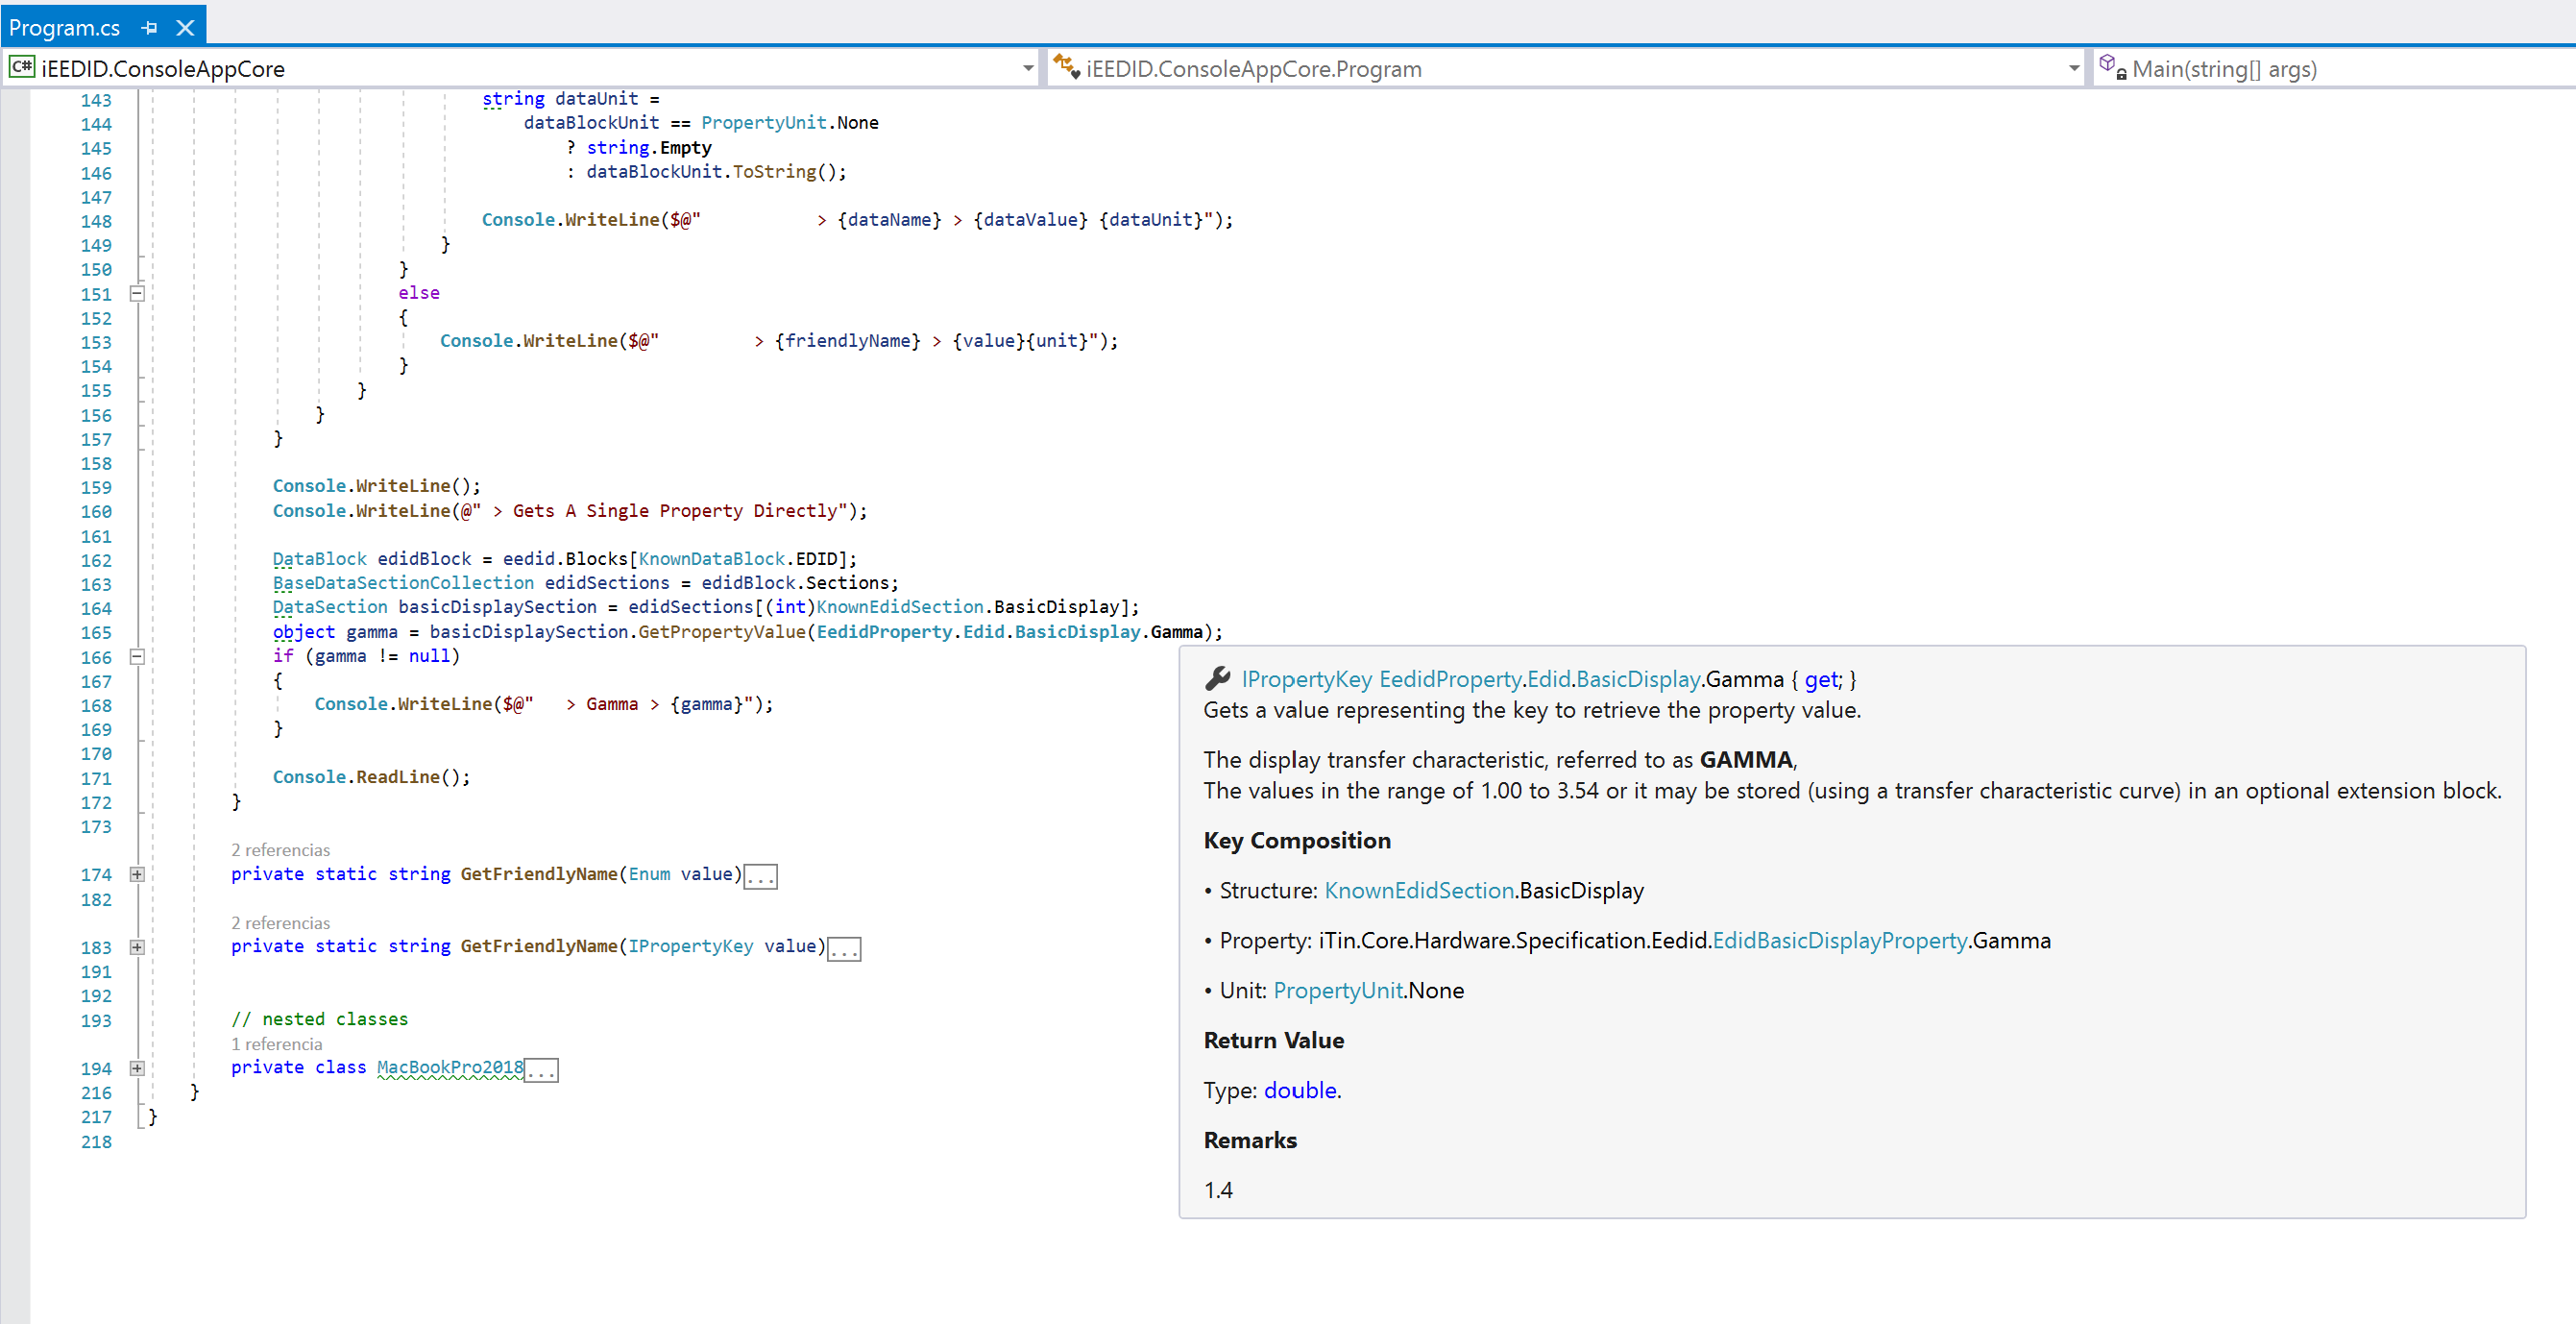 Program.cs
C# iEEDID.ConsoleAppCore
iEEDID.ConsoleAppCore.Program
Main(string[] args)
143 string dataUnit =
144 dataBlockUnit == PropertyUnit.None
145 ? string.Empty
146 : dataBlockUnit.ToString();
147
148 Console.WriteLine($@"           > {dataName} > {dataValue} {dataUnit}");
149 }
150 }
151 else
152 {
153 Console.WriteLine($@"         > {friendlyName} > {value}{unit}");
154 }
155 }
156 }
157 }
158
159 Console.WriteLine();
160 Console.WriteLine(@" > Gets A Single Property Directly");
161
162 DataBlock edidBlock = eedid.Blocks[KnownDataBlock.EDID];
163 BaseDataSectionCollection edidSections = edidBlock.Sections;
164 DataSection basicDisplaySection = edidSections[(int)KnownEdidSection.BasicDisplay];
165 object gamma = basicDisplaySection.GetPropertyValue(EedidProperty.Edid.BasicDisplay.Gamma);
166 if (gamma != null)
167 {
168 Console.WriteLine($@"   > Gamma > {gamma}");
169 }
170
171 Console.ReadLine();
172 }
173
2 referencias
174 private static string GetFriendlyName(Enum value)...
182
2 referencias
183 private static string GetFriendlyName(IPropertyKey value)...
191
192
193 // nested classes
1 referencia
194 private class MacBookPro2018...
216 }
217 }
218
IPropertyKey EedidProperty.Edid.BasicDisplay.Gamma { get; }
Gets a value representing the key to retrieve the property value.
The display transfer characteristic, referred to as GAMMA,
The values in the range of 1.00 to 3.54 or it may be stored (using a transfer characteristic curve) in an optional extension block.
Key Composition
• Structure: KnownEdidSection.BasicDisplay
• Property: iTin.Core.Hardware.Specification.Eedid.EdidBasicDisplayProperty.Gamma
• Unit: PropertyUnit.None
Return Value
Type: double.
Remarks
1.4